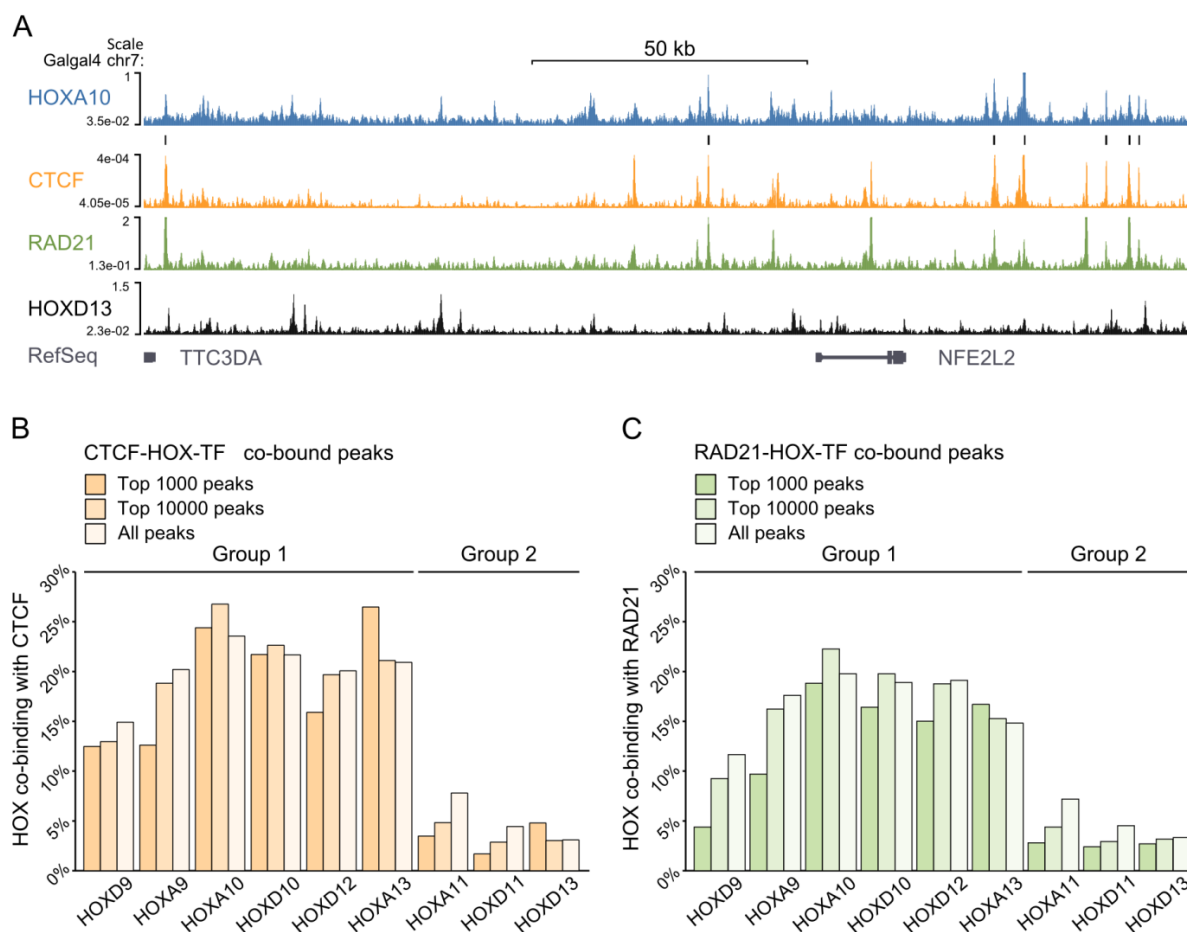 A
Scale
50 kb
Galgal4 chr7:
1
HOXA10
3.5e-02
4e-04
CTCF
4.05e-05
2
RAD21
1.3e-01
1.5
HOXD13
2.3e-02
RefSeq TTC3DA NFE2L2
B
CTCF-HOX-TF co-bound peaks
Top 1000 peaks
Top 10000 peaks
All peaks
Group 1 Group 2
30%
25%
20%
15%
10%
5%
0%
HOX co-binding with CTCF
HOXD9 HOXA9 HOXA10 HOXD10 HOXD12 HOXA13 HOXA11 HOXD11 HOXD13
C
RAD21-HOX-TF co-bound peaks
Top 1000 peaks
Top 10000 peaks
All peaks
Group 1 Group 2
30%
25%
20%
15%
10%
5%
0%
HOX co-binding with RAD21
HOXD9 HOXA9 HOXA10 HOXD10 HOXD12 HOXA13 HOXA11 HOXD11 HOXD13